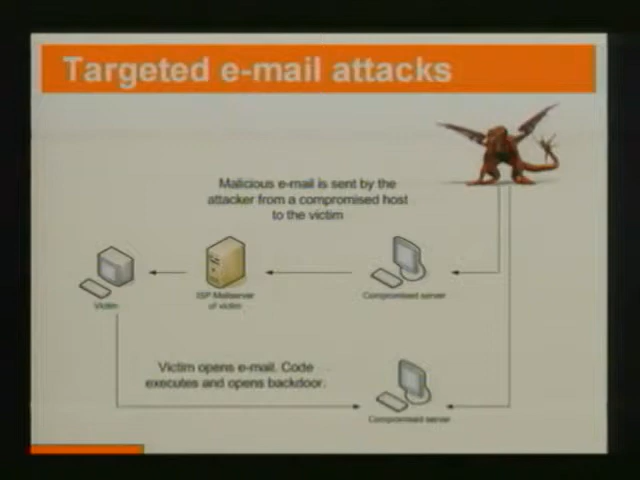 Targeted e-mail attacks
Malicious e-mail is sent by the
attacker from a compromised host
to the victim
Victim
ISP Mailserver
of victim
Compromised server
Victim opens e-mail. Code
executes and opens backdoor.
Compromised server